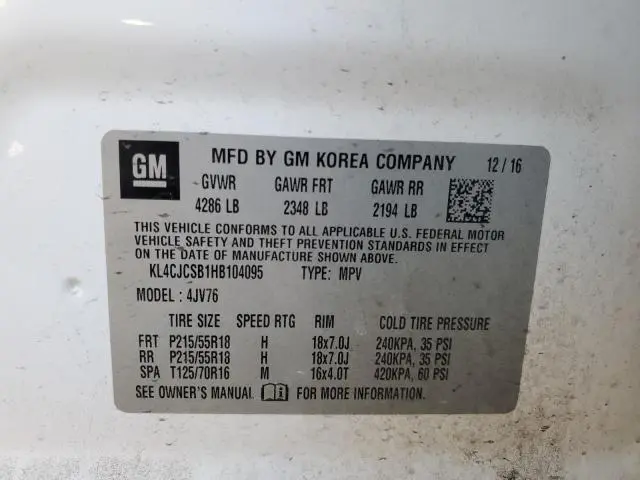 GM MFD BY GM KOREA COMPANY 12/16
GVWR GAWR FRT GAWR RR
4286 LB 2348 LB 2194 LB
THIS VEHICLE CONFORMS TO ALL APPLICABLE U.S. FEDERAL MOTOR
VEHICLE SAFETY AND THEFT PREVENTION STANDARDS IN EFFECT
ON THE DATE OF MANUFACTURE SHOWN ABOVE.
KL4CJCSB1HB104095 TYPE: MPV
MODEL : 4JV76
TIRE SIZE SPEED RTG RIM COLD TIRE PRESSURE
FRT P215/55R18 H 18x7.0J 240KPA, 35 PSI
RR P215/55R18 H 18x7.0J 240KPA, 35 PSI
SPA T125/70R16 M 16x4.0T 420KPA, 60 PSI
SEE OWNER'S MANUAL i FOR MORE INFORMATION.